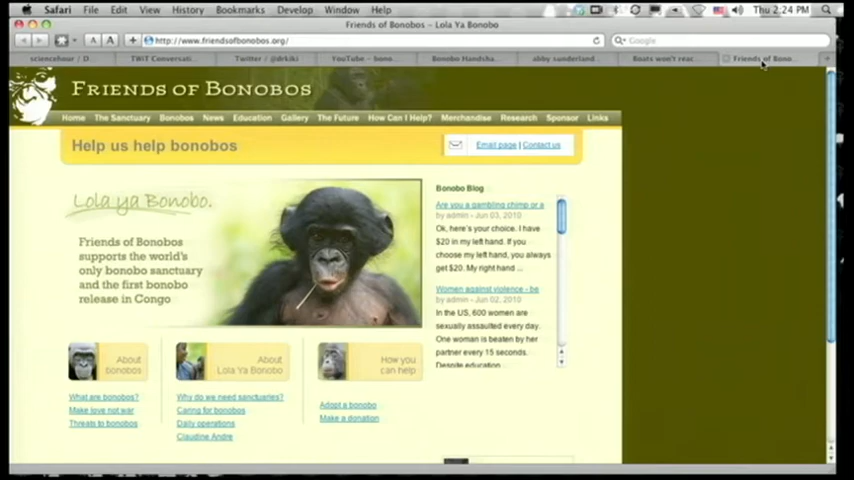 Safari File Edit View History Bookmarks Develop Window Help Thu 2:24 PM
Friends of Bonobos – Lola Ya Bonobo
A A + http://www.friendsofbonobos.org/ Google
sciencehour / D TWiT Conversati... Twitter / @drkiki YouTube – bono... Bonobo Handsha... abby sunderland Boats won't reac... Friends of Bono...
FRIENDS OF BONOBOS
Home The Sanctuary Bonobos News Education Gallery The Future How Can I Help? Merchandise Research Sponsor Links
Help us help bonobos
Email page | Contact us
Lola ya Bonobo.
Friends of Bonobos
supports the world's
only bonobo sanctuary
and the first bonobo
release in Congo
Bonobo Blog
Are you a gambling chimp or a
by admin - Jun 03, 2010
Ok, here's your choice. I have
$20 in my left hand. If you
choose my left hand, you always
get $20. My right hand ...
Women against violence - be
by admin - Jun 02, 2010
In the US, 600 women are
sexually assaulted every day.
One woman is beaten by her
partner every 15 seconds.
Despite education ...
About
bonobos
What are bonobos?
Make love not war
Threats to bonobos
About
Lola Ya Bonobo
Why do we need sanctuaries?
Caring for bonobos
Daily operations
Claudine Andre
How you
can help
Adopt a bonobo
Make a donation